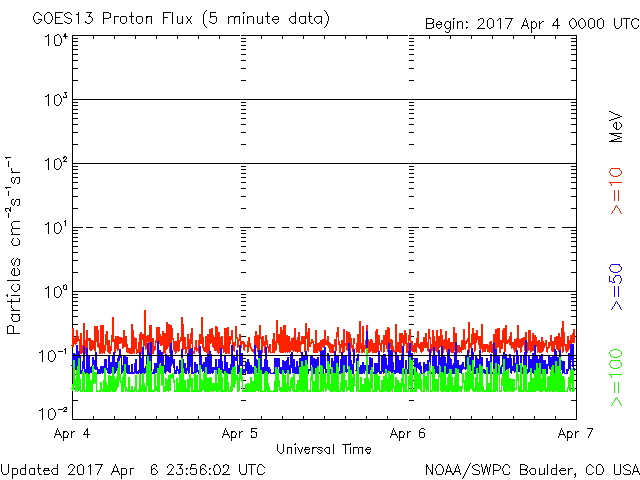 GOES13 Proton Flux (5 minute data)
Begin: 2017 Apr 4 0000 UTC
10⁴
10³
10²
10¹
10⁰
10⁻¹
10⁻²
Particles cm⁻²s⁻¹sr⁻¹
MeV
>=10
>=50
>=100
Apr 4
Apr 5
Apr 6
Apr 7
Universal Time
Updated 2017 Apr 6 23:56:02 UTC
NOAA/SWPC Boulder, CO USA